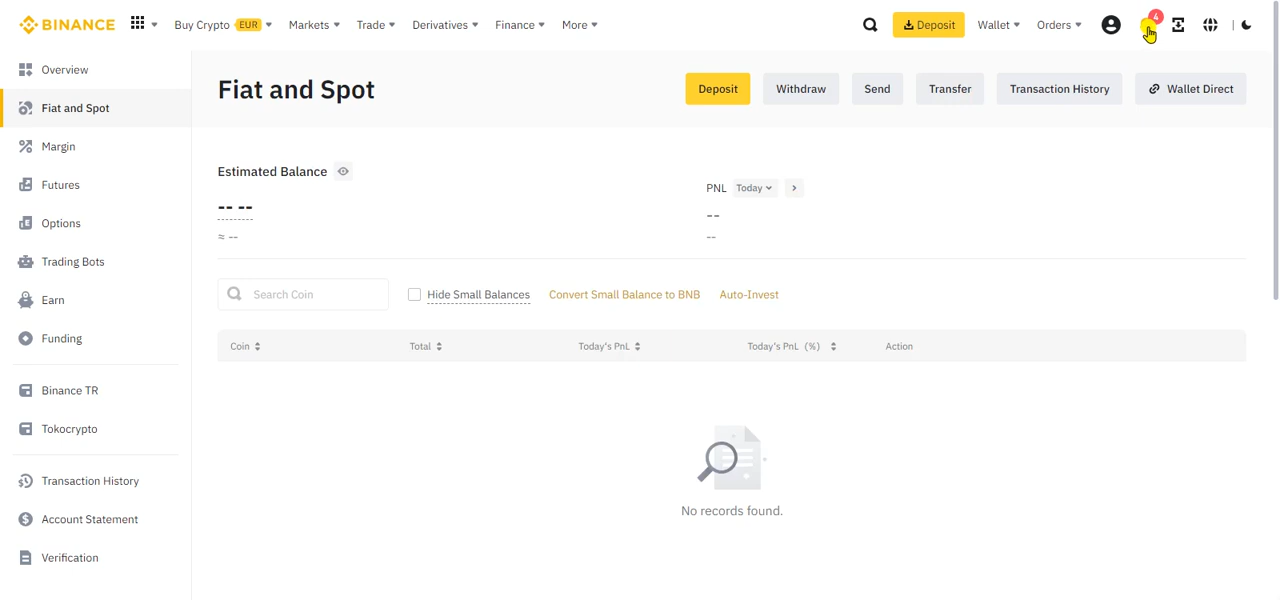 BINANCE
Buy Crypto EUR Markets Trade Derivatives Finance More Deposit Wallet Orders 4
Overview
Fiat and Spot
Margin
Futures
Options
Trading Bots
Earn
Funding
Binance TR
Tokocrypto
Transaction History
Account Statement
Verification
Fiat and Spot
Deposit Withdraw Send Transfer Transaction History Wallet Direct
Estimated Balance
-- --
≈ --
PNL Today
--
--
Search Coin Hide Small Balances Convert Small Balance to BNB Auto-Invest
Coin Total Today's PnL Today's PnL (%) Action
No records found.